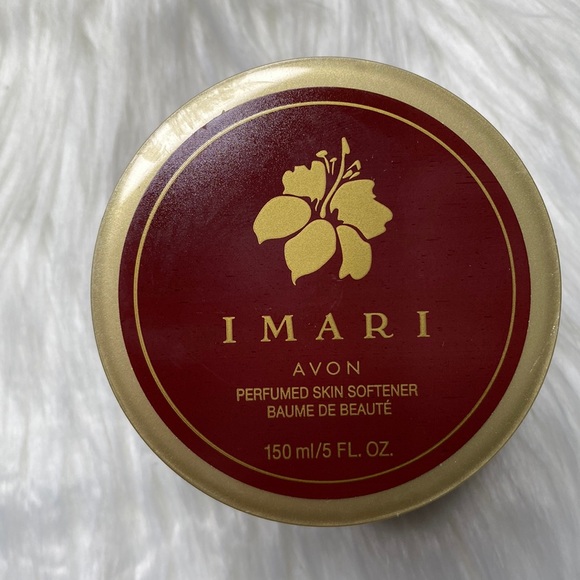 IMARI
AVON
PERFUMED SKIN SOFTENER
BAUME DE BEAUTÉ
150 ml/5 FL. OZ.